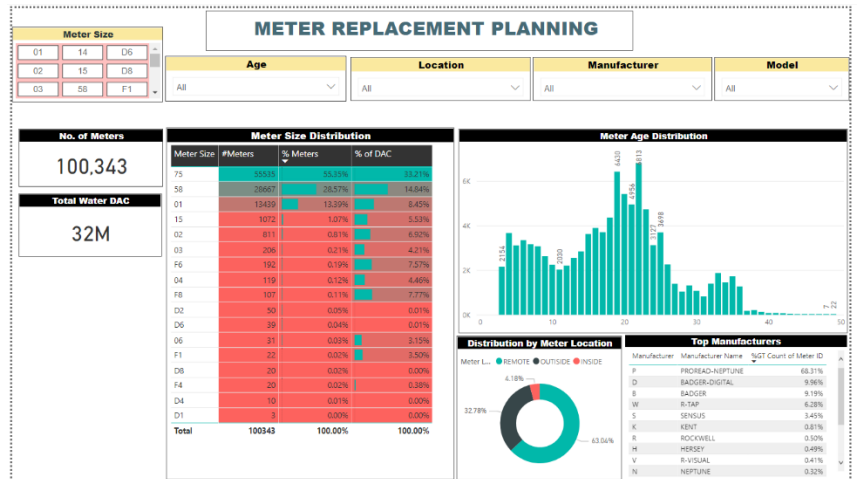 METER REPLACEMENT PLANNING
Meter Size
01 14 D6
02 15 D8
03 58 F1
Age
All
Location
All
Manufacturer
All
Model
All
No. of Meters
100,343
Total Water DAC
32M
Meter Size Distribution
Meter Size #Meters % Meters % of DAC
75 55535 55.35% 33.21%
58 28667 28.57% 14.84%
01 13439 13.39% 8.45%
15 1072 1.07% 5.53%
02 811 0.81% 6.92%
03 206 0.21% 4.21%
F6 192 0.19% 7.57%
04 119 0.12% 4.46%
F8 107 0.11% 7.77%
D2 50 0.05% 0.01%
D6 39 0.04% 0.01%
06 31 0.03% 3.15%
F1 22 0.02% 3.50%
D8 20 0.02% 0.00%
F4 20 0.02% 0.38%
D4 10 0.01% 0.00%
D1 3 0.00% 0.00%
Total 100343 100.00% 100.00%
Meter Age Distribution
6K
4K
2K
0K
2154
2030
6430
4956
6813
3127
3698
7
22
0 10 20 30 40 50
Distribution by Meter Location
Meter L... REMOTE OUTSIDE INSIDE
4.18%
32.78%
63.04%
Top Manufacturers
Manufacturer Manufacturer Name %GT Count of Meter ID
P PROREAD-NEPTUNE 68.31%
D BADGER-DIGITAL 9.96%
B BADGER 9.19%
W R-TAP 6.28%
S SENSUS 3.45%
K KENT 0.81%
R ROCKWELL 0.50%
H HERSEY 0.49%
V R-VISUAL 0.41%
N NEPTUNE 0.32%